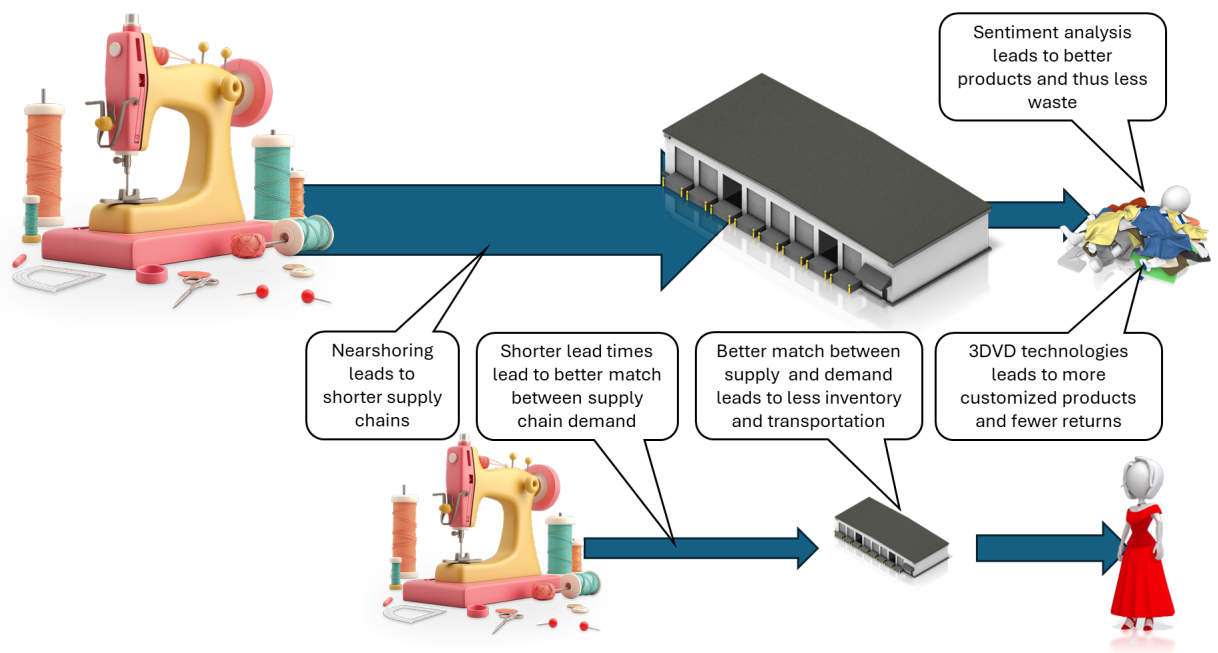 Sentiment analysis
leads to better
products and thus less
waste
Nearshoring
leads to
shorter supply
chains
Shorter lead times
lead to better match
between supply
chain demand
Better match between
supply  and demand
leads to less inventory
and transportation
3DVD technologies
leads to more
customized products
and fewer returns